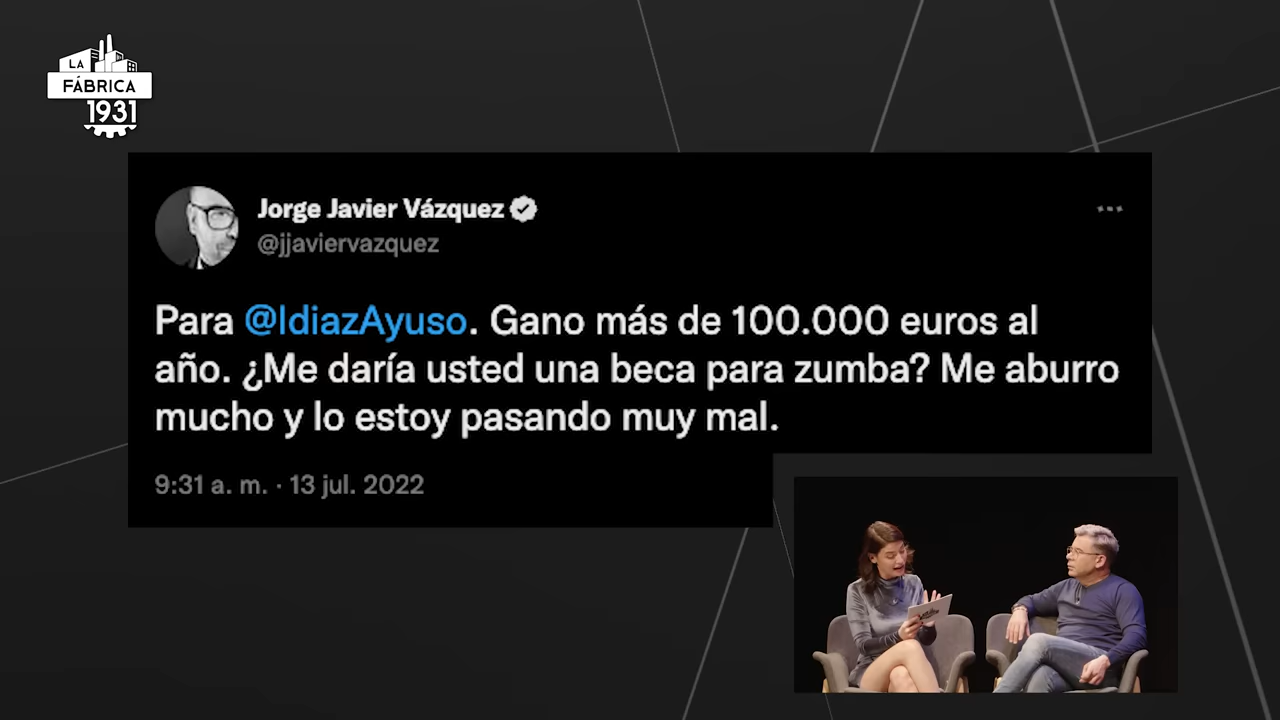 LA
FÁBRICA
1931
Jorge Javier Vázquez
@jjaviervazquez
Para @IdiazAyuso. Gano más de 100.000 euros al
año. ¿Me daría usted una beca para zumba? Me aburro
mucho y lo estoy pasando muy mal.
9:31 a. m. · 13 jul. 2022